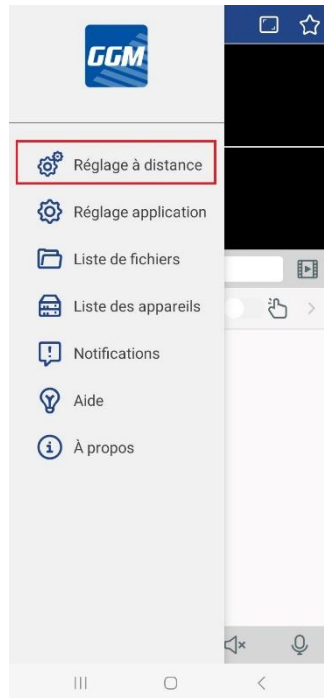 GGM
Réglage à distance
Réglage application
Liste de fichiers
Liste des appareils
Notifications
Aide
À propos